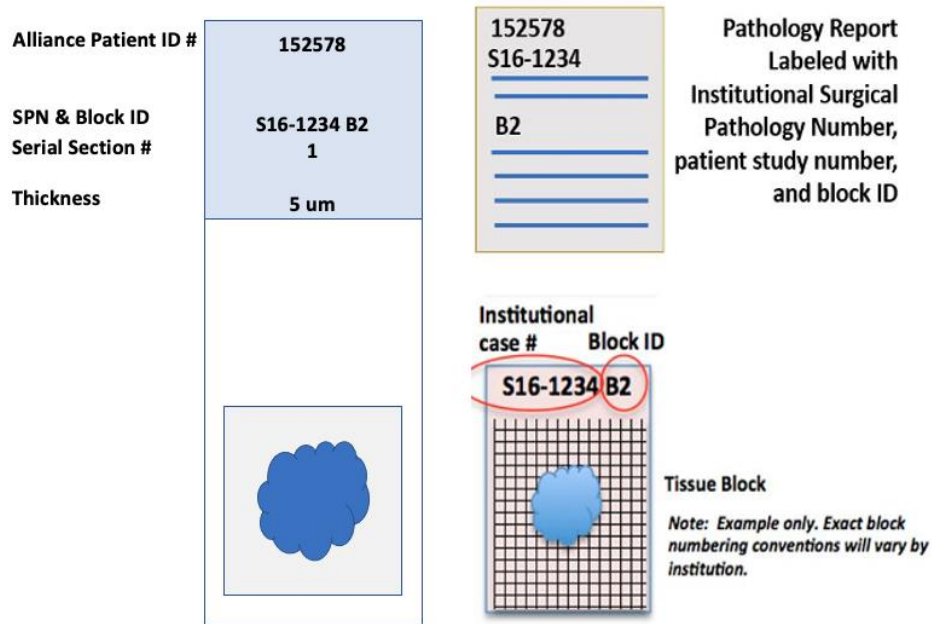 Alliance Patient ID #
152578
SPN & Block ID
S16-1234 B2
Serial Section #
1
Thickness
5 um
152578
S16-1234
B2
Pathology Report
Labeled with
Institutional Surgical
Pathology Number,
patient study number,
and block ID
Institutional
case #
Block ID
S16-1234 B2
Tissue Block
Note: Example only. Exact block
numbering conventions will vary by
institution.